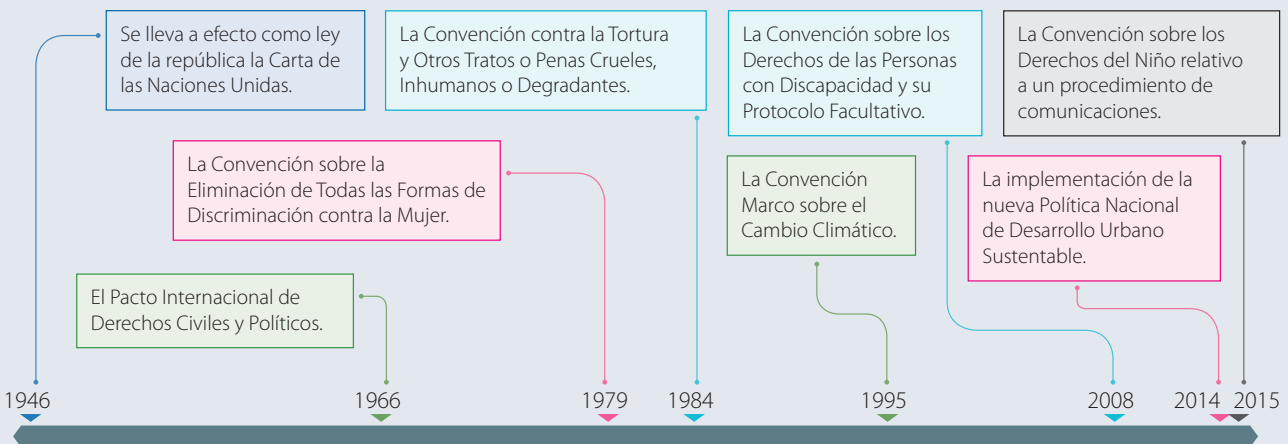 Se lleva a efecto como ley
de la república la Carta de
las Naciones Unidas.
La Convención contra la Tortura
y Otros Tratos o Penas Crueles,
Inhumanos o Degradantes.
La Convención sobre los
Derechos de las Personas
con Discapacidad y su
Protocolo Facultativo.
La Convención sobre los
Derechos del Niño relativo
a un procedimiento de
comunicaciones.
La Convención sobre la
Eliminación de Todas las Formas de
Discriminación contra la Mujer.
La Convención
Marco sobre el
Cambio Climático.
La implementación de la
nueva Política Nacional
de Desarrollo Urbano
Sustentable.
El Pacto Internacional de
Derechos Civiles y Políticos.
1946
1966
1979
1984
1995
2008
2014
2015